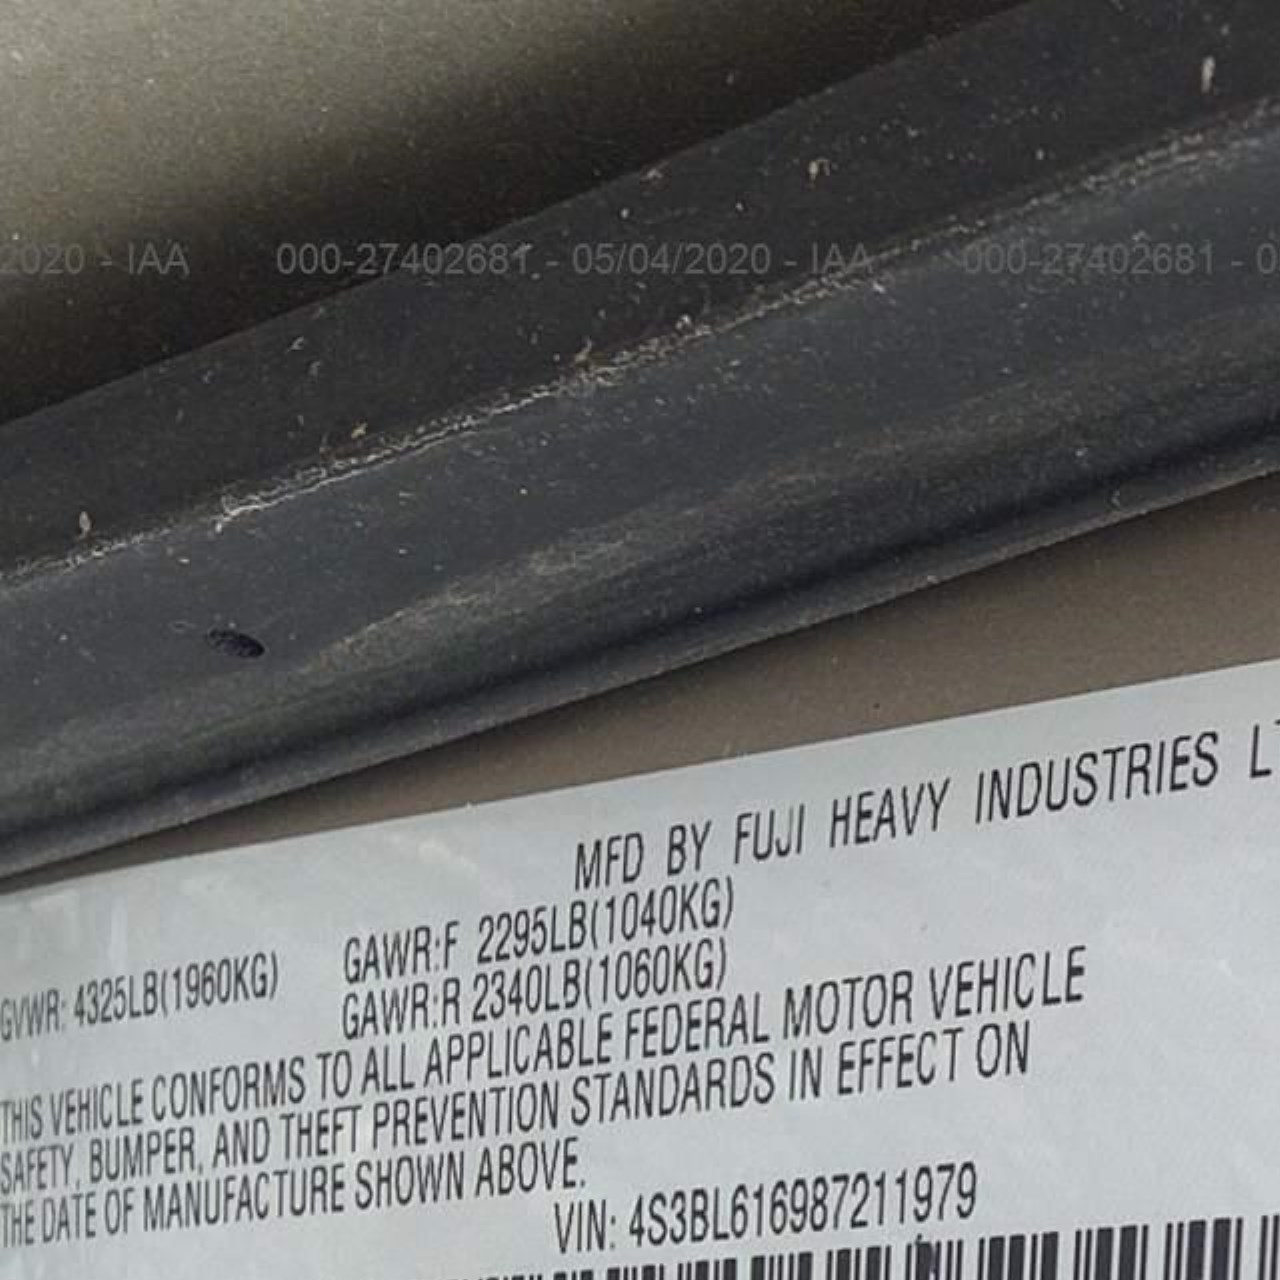 2020 - IAA 000-27402681 - 05/04/2020 - IAA 000-27402681 - 0
MFD BY FUJI HEAVY INDUSTRIES LT
GVWR: 4325LB(1960KG) GAWR:F 2295LB(1040KG)
GAWR:R 2340LB(1060KG)
THIS VEHICLE CONFORMS TO ALL APPLICABLE FEDERAL MOTOR VEHICLE
SAFETY, BUMPER, AND THEFT PREVENTION STANDARDS IN EFFECT ON
THE DATE OF MANUFACTURE SHOWN ABOVE.
VIN: 4S3BL616987211979